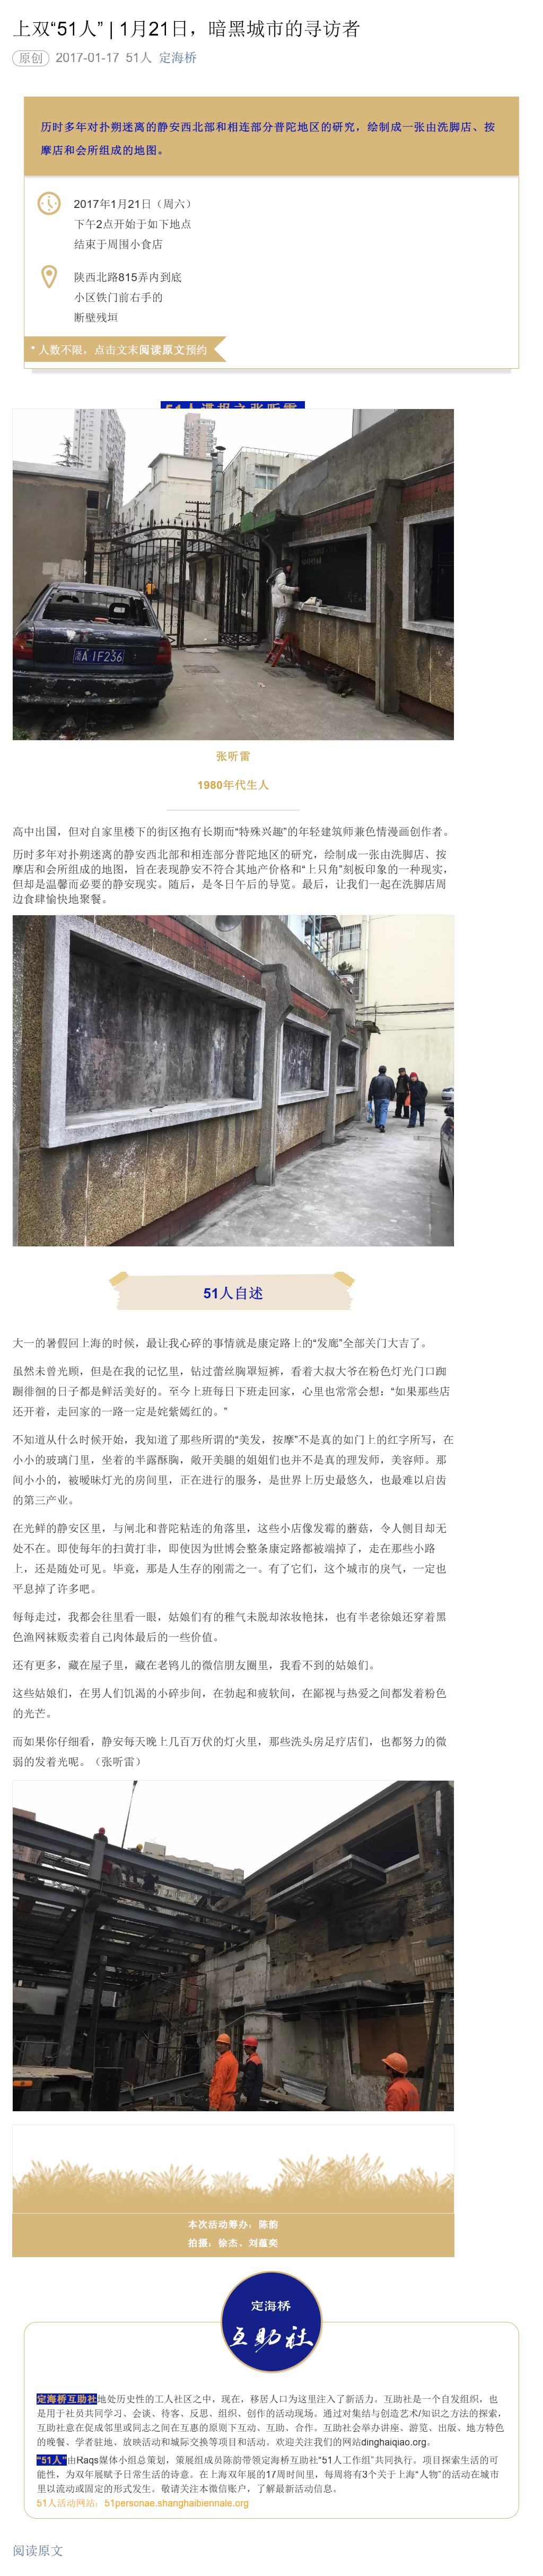 上双“51人” | 1月21日，暗黑城市的寻访者
原创 2017-01-17 51人 定海桥
历时多年对扑朔迷离的静安西北部和相连部分普陀地区的研究，绘制成一张由洗脚店、按
摩店和会所组成的地图。
2017年1月21日（周六）
下午2点开始于如下地点
结束于周围小食店
陕西北路815弄内到底
小区铁门前右手的
断壁残垣
* 人数不限，点击文末阅读原文预约
张听雷
1980年代生人
高中出国，但对自家里楼下的街区抱有长期而“特殊兴趣”的年轻建筑师兼色情漫画创作者。
历时多年对扑朔迷离的静安西北部和相连部分普陀地区的研究，绘制成一张由洗脚店、按
摩店和会所组成的地图，旨在表现静安不符合其地产价格和“上只角”刻板印象的一种现实，
但却是温馨而必要的静安现实。随后，是冬日午后的导览。最后，让我们一起在洗脚店周
边食肆愉快地聚餐。
51人自述
大一的暑假回上海的时候，最让我心碎的事情就是康定路上的“发廊”全部关门大吉了。
虽然未曾光顾，但是在我的记忆里，钻过蕾丝胸罩短裤，看着大叔大爷在粉色灯光门口踟
蹰徘徊的日子都是鲜活美好的。至今上班每日下班走回家，心里也常常会想：“如果那些店
还开着，走回家的一路一定是姹紫嫣红的。”
不知道从什么时候开始，我知道了那些所谓的“美发，按摩”不是真的如门上的红字所写，在
小小的玻璃门里，坐着的半露酥胸，敞开美腿的姐姐们也并不是真的理发师，美容师。那
间小小的，被暧昧灯光的房间里，正在进行的服务，是世界上历史最悠久，也最难以启齿
的第三产业。
在光鲜的静安区里，与闸北和普陀粘连的角落里，这些小店像发霉的蘑菇，令人侧目却无
处不在。即使每年的扫黄打非，即使因为世博会整条康定路都被端掉了，走在那些小路
上，还是随处可见。毕竟，那是人生存的刚需之一。有了它们，这个城市的戾气，一定也
平息掉了许多吧。
每每走过，我都会往里看一眼，姑娘们有的稚气未脱却浓妆艳抹，也有半老徐娘还穿着黑
色渔网袜贩卖着自己肉体最后的一些价值。
还有更多，藏在屋子里，藏在老鸨儿的微信朋友圈里，我看不到的姑娘们。
这些姑娘们，在男人们饥渴的小碎步间，在勃起和疲软间，在鄙视与热爱之间都发着粉色
的光芒。
而如果你仔细看，静安每天晚上几百万伏的灯火里，那些洗头房足疗店们，也都努力的微
弱的发着光呢。（张听雷）
本次活动筹办：陈韵
拍摄：徐杰、刘蕴奕
定海桥
互助社
定海桥互助社地处历史性的工人社区之中，现在，移居人口为这里注入了新活力。互助社是一个自发组织，也
是用于社员共同学习、会谈、待客、反思、组织、创作的活动现场。通过对集结与创造艺术/知识之方法的探索，
互助社意在促成邻里或同志之间在互惠的原则下互动、互助、合作。互助社会举办讲座、游览、出版、地方特色
的晚餐、学者驻地、放映活动和城际交换等项目和活动。欢迎关注我们的网站dinghaiqiao.org。
“51人”由Raqs媒体小组总策划，策展组成员陈韵带领定海桥互助社“51人工作组”共同执行。项目探索生活的可
能性，为双年展赋予日常生活的诗意。在上海双年展的17周时间里，每周将有3个关于上海“人物”的活动在城市
里以流动或固定的形式发生。敬请关注本微信账户，了解最新活动信息。
51人活动网站：51personae.shanghaibiennale.org
阅读原文